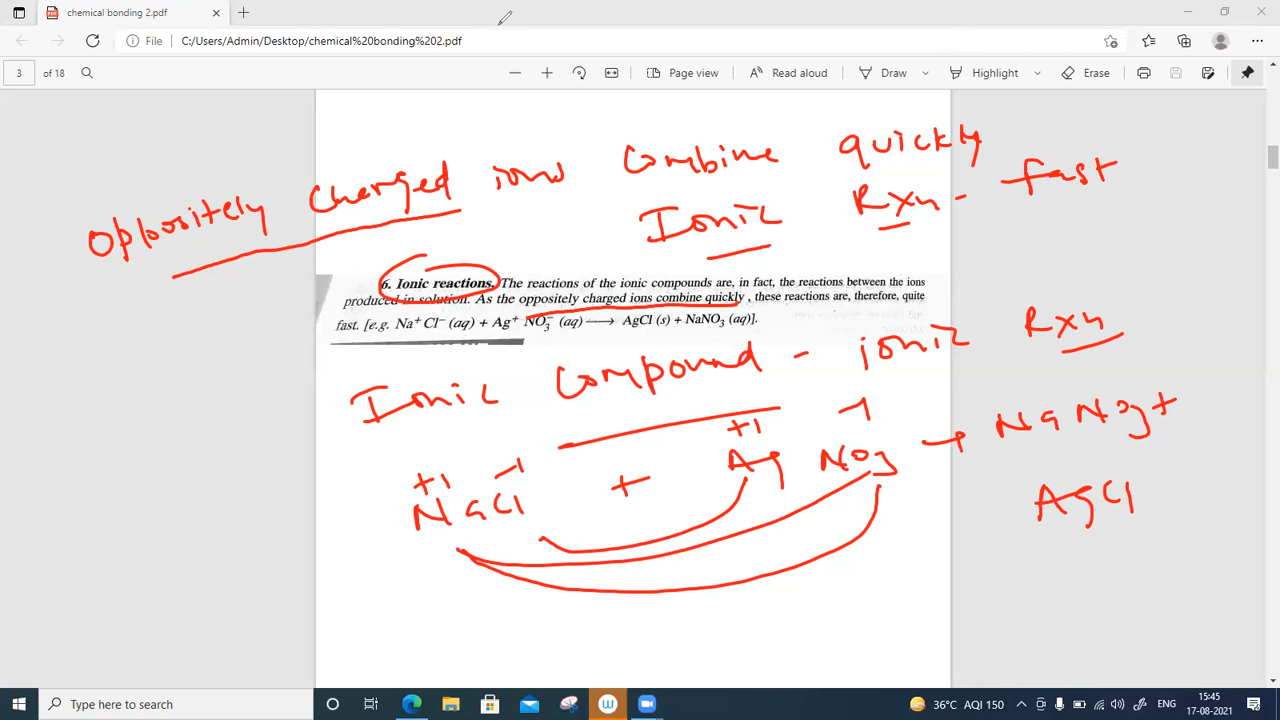 chemical bonding 2.pdf
File C:/Users/Admin/Desktop/chemical%20bonding%202.pdf
3 of 18 Page view Read aloud Draw Highlight Erase
Oppositely charged ions combine quickly
Ionic Rxn - fast
6. Ionic reactions. The reactions of the ionic compounds are, in fact, the reactions between the ions
produced in solution. As the oppositely charged ions combine quickly, these reactions are, therefore, quite
fast. [e.g. Na⁺ Cl⁻ (aq) + Ag⁺ NO₃⁻ (aq) ⟶ AgCl (s) + NaNO₃ (aq)].
Ionic Compound - ionic Rxn
+1 -1 +1 -1
NaCl + Ag NO3 → NaNO3 +
AgCl
Type here to search
36°C AQI 150
15:45
17-08-2021